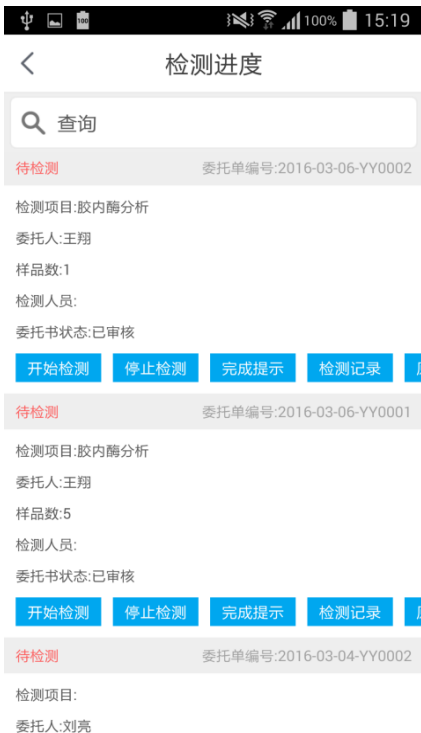 100
100% 15:19
检测进度
查询
待检测 委托单编号:2016-03-06-YY0002
检测项目:胶内酶分析
委托人:王翔
样品数:1
检测人员:
委托书状态:已审核
开始检测 停止检测 完成提示 检测记录
待检测 委托单编号:2016-03-06-YY0001
检测项目:胶内酶分析
委托人:王翔
样品数:5
检测人员:
委托书状态:已审核
开始检测 停止检测 完成提示 检测记录
待检测 委托单编号:2016-03-04-YY0002
检测项目:
委托人:刘亮